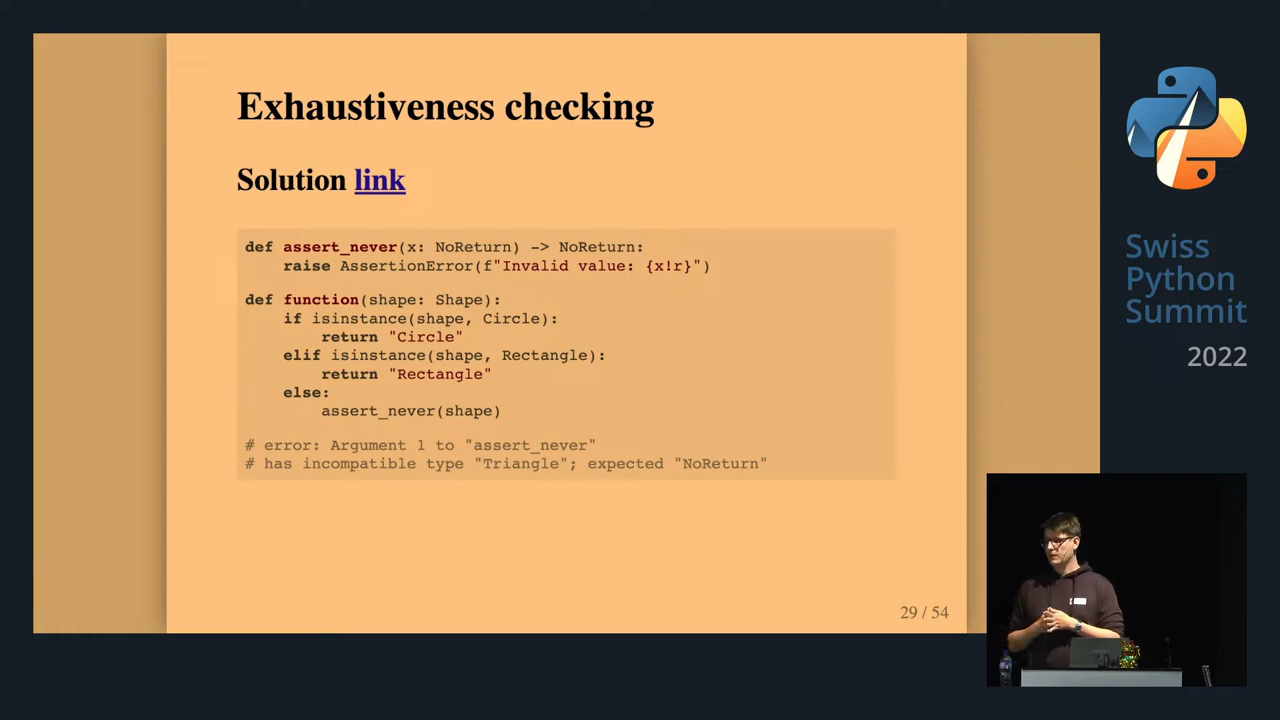 Exhaustiveness checking
Solution link
def assert_never(x: NoReturn) -> NoReturn:
    raise AssertionError(f"Invalid value: {x!r}")
def function(shape: Shape):
    if isinstance(shape, Circle):
        return "Circle"
    elif isinstance(shape, Rectangle):
        return "Rectangle"
    else:
        assert_never(shape)
# error: Argument 1 to "assert_never"
# has incompatible type "Triangle"; expected "NoReturn"
29 / 54
Swiss
Python
Summit
2022